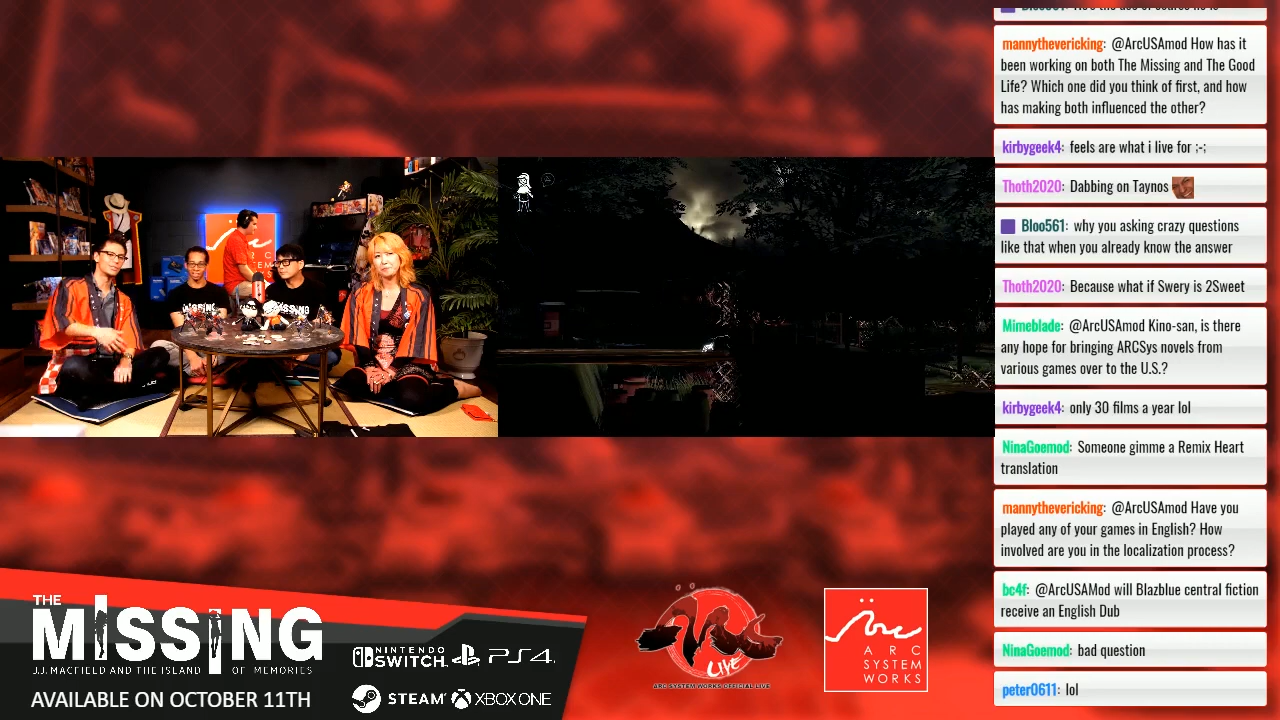 mannythevericking: @ArcUSAmod How has it
been working on both The Missing and The Good
Life? Which one did you think of first, and how
has making both influenced the other?
kirbygeek4: feels are what i live for ;-;
Thoth2020: Dabbing on Taynos
Bloo561: why you asking crazy questions
like that when you already know the answer
Thoth2020: Because what if Swery is 2Sweet
Mimeblade: @ArcUSAmod Kino-san, is there
any hope for bringing ARCSys novels from
various games over to the U.S.?
kirbygeek4: only 30 films a year lol
NinaGoemod: Someone gimme a Remix Heart
translation
mannythevericking: @ArcUSAmod Have you
played any of your games in English? How
involved are you in the localization process?
bc4f: @ArcUSAMod will Blazblue central fiction
receive an English Dub
NinaGoemod: bad question
peter0611: lol
MISSING
MISSING
THE
MISSING
J.J. MACFIELD AND THE ISLAND OF MEMORIES
AVAILABLE ON OCTOBER 11TH
NINTENDO
SWITCH
PS4
STEAM
XBOX ONE
LIVE
ARC SYSTEM WORKS OFFICIAL LIVE
ARC
SYSTEM
WORKS